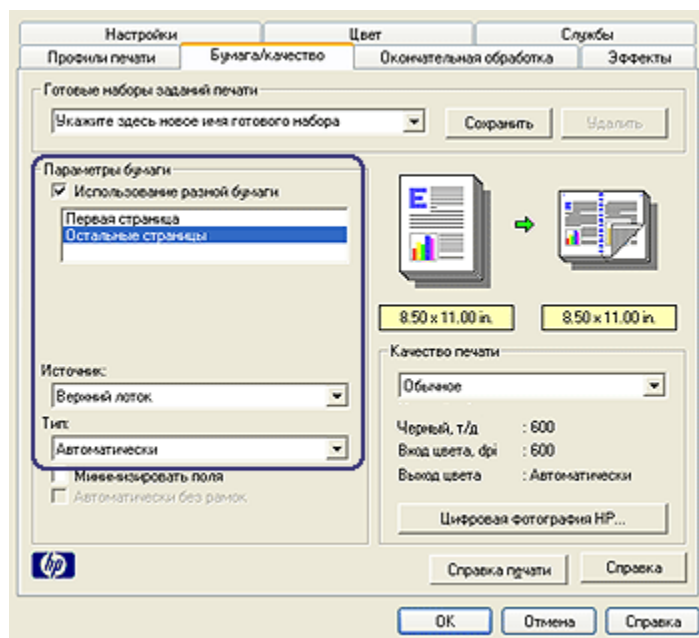 Настройки Цвет Службы
Профили печати Бумага/качество Окончательная обработка Эффекты
Готовые наборы заданий печати
Укажите здесь новое имя готового набора Сохранить Удалить
Параметры бумаги
Использование разной бумаги
Первая страница
Остальные страницы
E
8.50 x 11.00 in. 8.50 x 11.00 in.
Качество печати
Источник:
Верхний лоток Обычное
Тип:
Черный, т/д : 600
Автоматически Вход цвета, dpi : 600
Минимизировать поля Выход цвета : Автоматически
Автоматически без рамок
Цифровая фотография HP...
hp Справка печати Справка
OK Отмена Справка